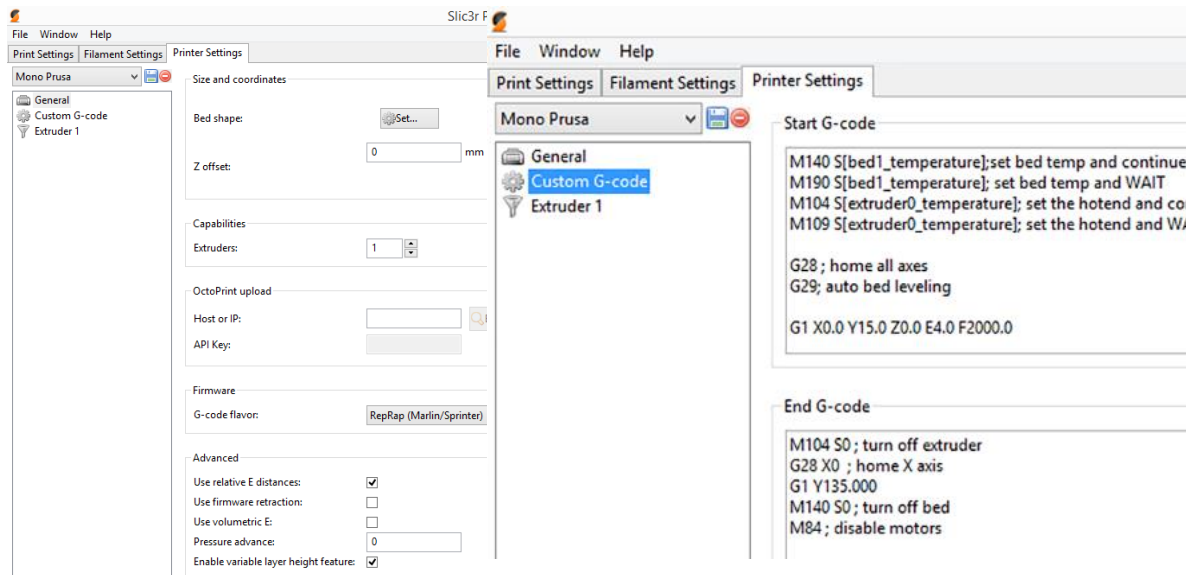 Slic3r P
File Window Help
Print Settings Filament Settings Printer Settings
Mono Prusa
General
Custom G-code
Extruder 1
Size and coordinates
Bed shape:
Set...
Z offset:
0 mm
Capabilities
Extruders:
1
OctoPrint upload
Host or IP:
API Key:
Firmware
G-code flavor:
RepRap (Marlin/Sprinter)
Advanced
Use relative E distances:
Use firmware retraction:
Use volumetric E:
Pressure advance:
0
Enable variable layer height feature:
File Window Help
Print Settings Filament Settings Printer Settings
Mono Prusa
General
Custom G-code
Extruder 1
Start G-code
M140 S[bed1_temperature];set bed temp and continue
M190 S[bed1_temperature]; set bed temp and WAIT
M104 S[extruder0_temperature]; set the hotend and co
M109 S[extruder0_temperature]; set the hotend and WA
G28 ; home all axes
G29; auto bed leveling
G1 X0.0 Y15.0 Z0.0 E4.0 F2000.0
End G-code
M104 S0 ; turn off extruder
G28 X0 ; home X axis
G1 Y135.000
M140 S0 ; turn off bed
M84 ; disable motors